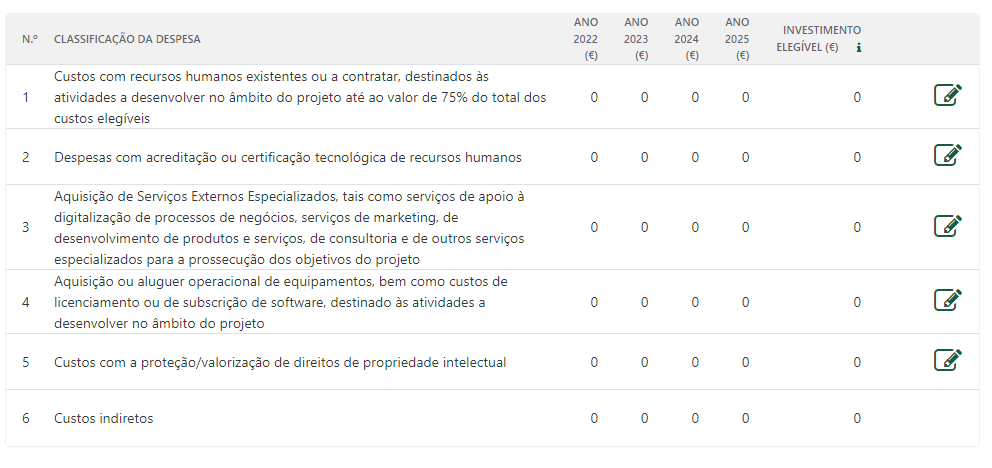 N.º CLASSIFICAÇÃO DA DESPESA ANO 2022 (€) ANO 2023 (€) ANO 2024 (€) ANO 2025 (€) INVESTIMENTO ELEGÍVEL (€) i
Custos com recursos humanos existentes ou a contratar, destinados às
1 atividades a desenvolver no âmbito do projeto até ao valor de 75% do total dos 0 0 0 0 0
custos elegíveis
2 Despesas com acreditação ou certificação tecnológica de recursos humanos 0 0 0 0 0
Aquisição de Serviços Externos Especializados, tais como serviços de apoio à
digitalização de processos de negócios, serviços de marketing, de
3 desenvolvimento de produtos e serviços, de consultoria e de outros serviços 0 0 0 0 0
especializados para a prossecução dos objetivos do projeto
Aquisição ou aluguer operacional de equipamentos, bem como custos de
4 licenciamento ou de subscrição de software, destinado às atividades a 0 0 0 0 0
desenvolver no âmbito do projeto
5 Custos com a proteção/valorização de direitos de propriedade intelectual 0 0 0 0 0
6 Custos indiretos 0 0 0 0 0